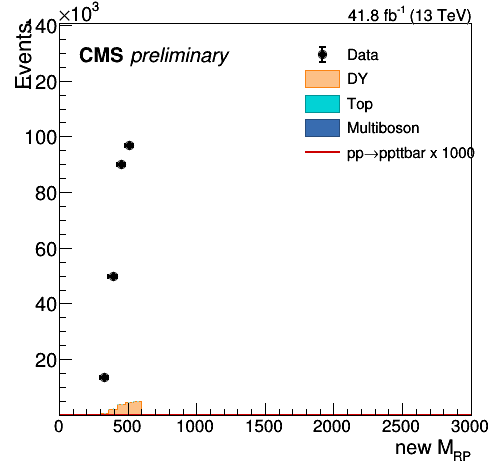 ×10³
41.8 fb⁻¹ (13 TeV)
Events
CMS preliminary
Data
DY
Top
Multiboson
pp→ppttbar x 1000
140
120
100
80
60
40
20
0 500 1000 1500 2000 2500 3000
new M_RP